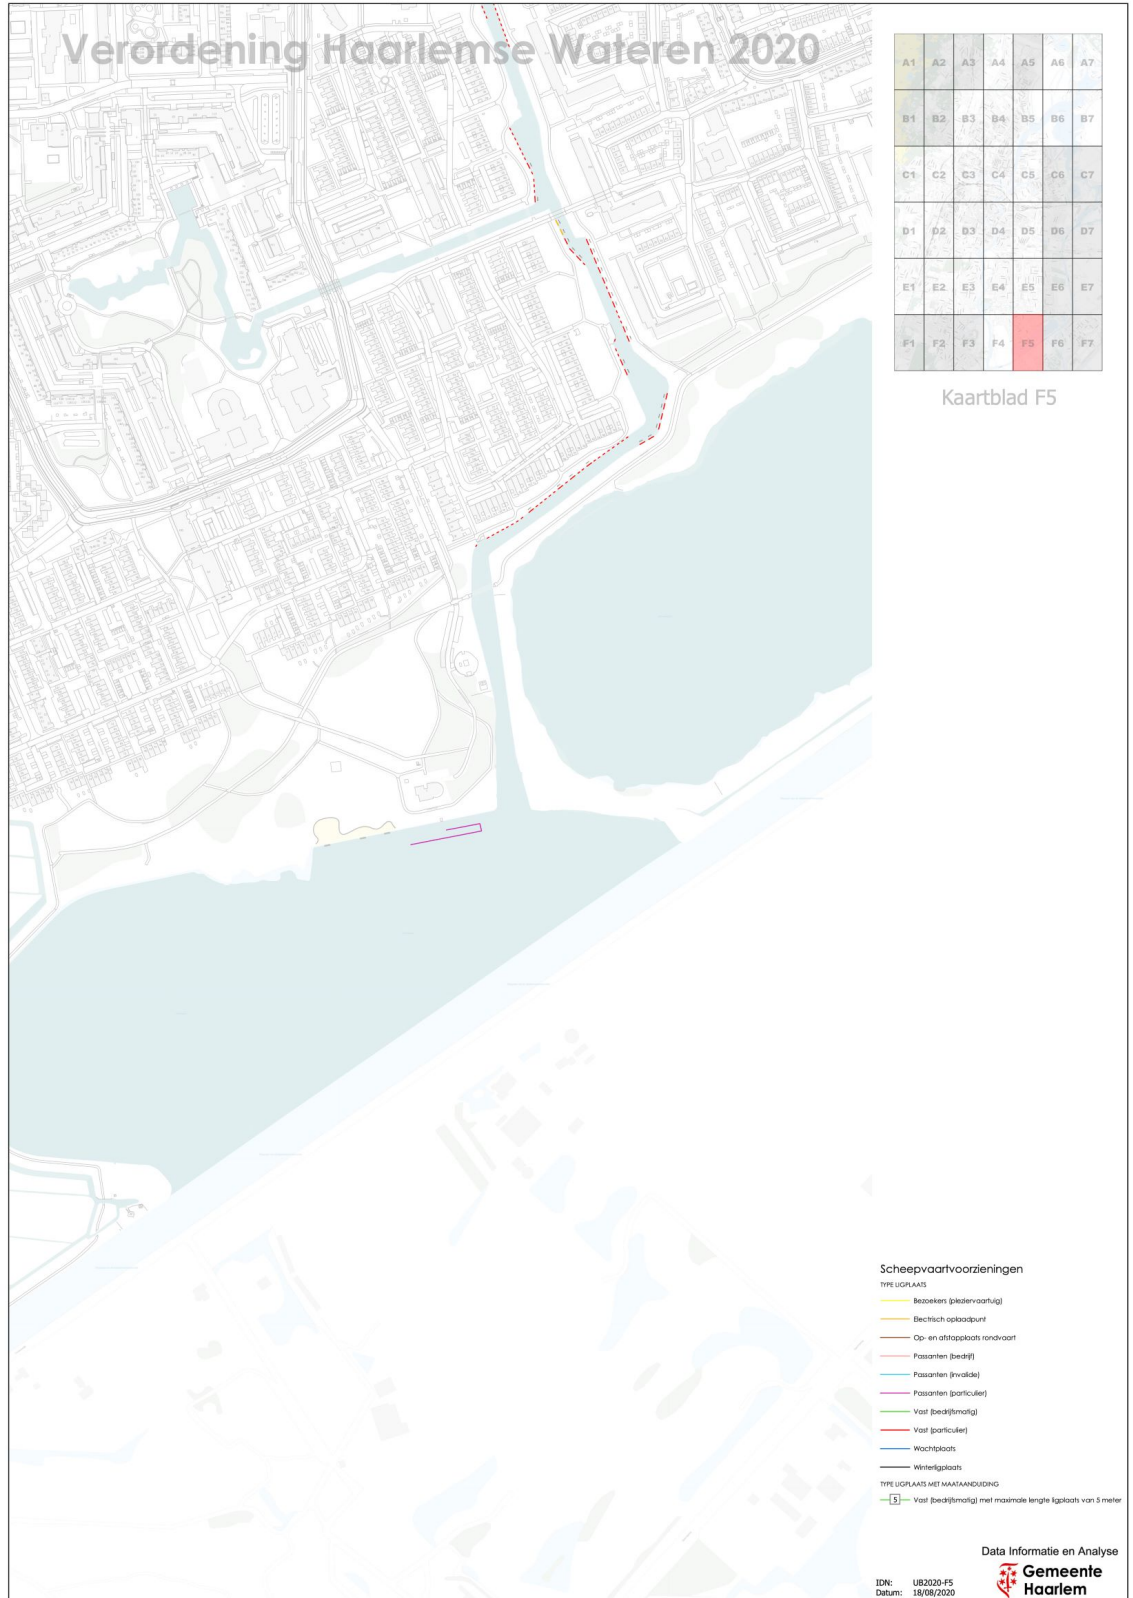 Verordening Haarlemse Wateren 2020
A1 A2 A3 A4 A5 A6 A7
B1 B2 B3 B4 B5 B6 B7
C1 C2 C3 C4 C5 C6 C7
D1 D2 D3 D4 D5 D6 D7
E1 E2 E3 E4 E5 E6 E7
F1 F2 F3 F4 F5 F6 F7
Kaartblad F5
Scheepvaartvoorzieningen
TYPE LIGPLAATS
Bezoekers (pleziervaartuig)
Electrisch oplaadpunt
Op- en afstapplaats rondvaart
Passanten (bedrijf)
Passanten (invalide)
Passanten (particulier)
Vast (bedrijfsmatig)
Vast (particulier)
Wachtplaats
Winterligplaats
TYPE LIGPLAATS MET MAATAANDUIDING
5 Vast (bedrijfsmatig) met maximale lengte ligplaats van 5 meter
Data Informatie en Analyse
Gemeente
Haarlem
IDN: UB2020-F5
Datum: 18/08/2020